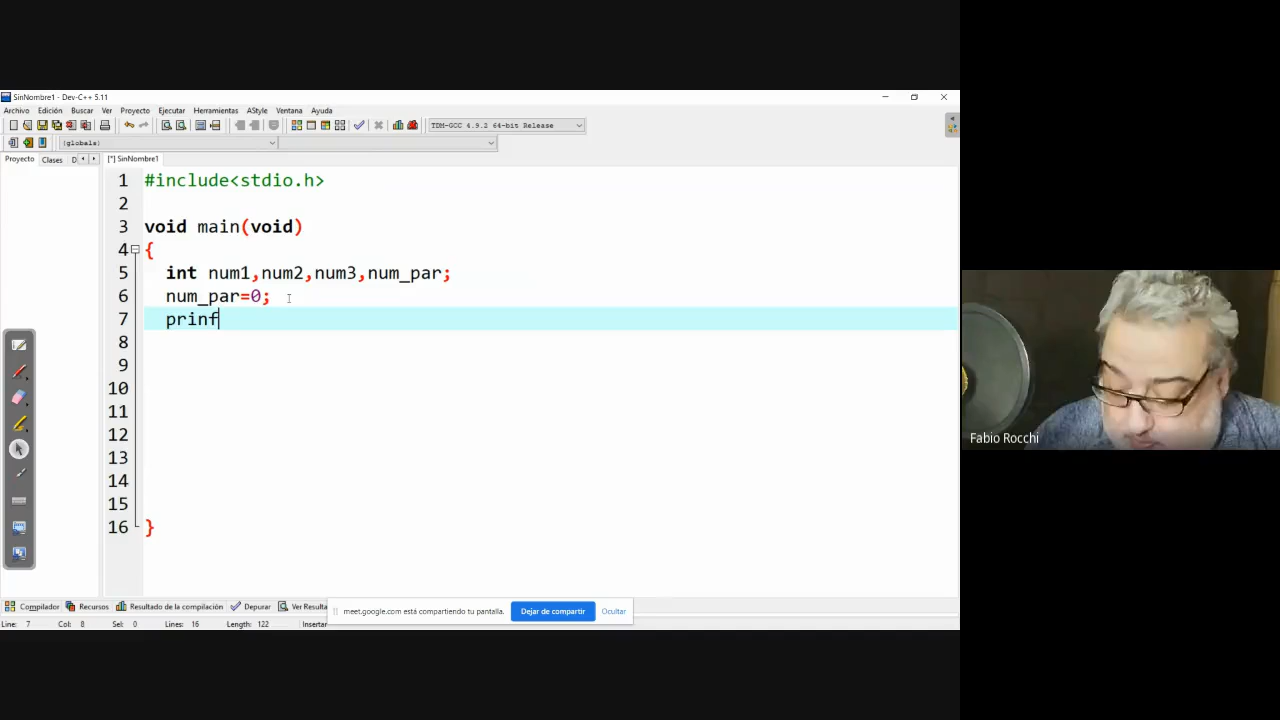 SinNombre1 - Dev-C++ 5.11
Archivo Edición Buscar Ver Proyecto Ejecutar Herramientas AStyle Ventana Ayuda
TDM-GCC 4.9.2 64-bit Release
(globals)
Proyecto Clases D [*] SinNombre1
1 #include<stdio.h>
2
3 void main(void)
4 {
5 int num1,num2,num3,num_par;
6 num_par=0;
7 prinf
8
9
10
11
12
13
14
15
16 }
Fabio Rocchi
Compilador Recursos Resultado de la compilación Depurar Ver Resulta
meet.google.com está compartiendo tu pantalla. Dejar de compartir Ocultar
Line: 7 Col: 8 Sel: 0 Lines: 16 Length: 122 Insertar